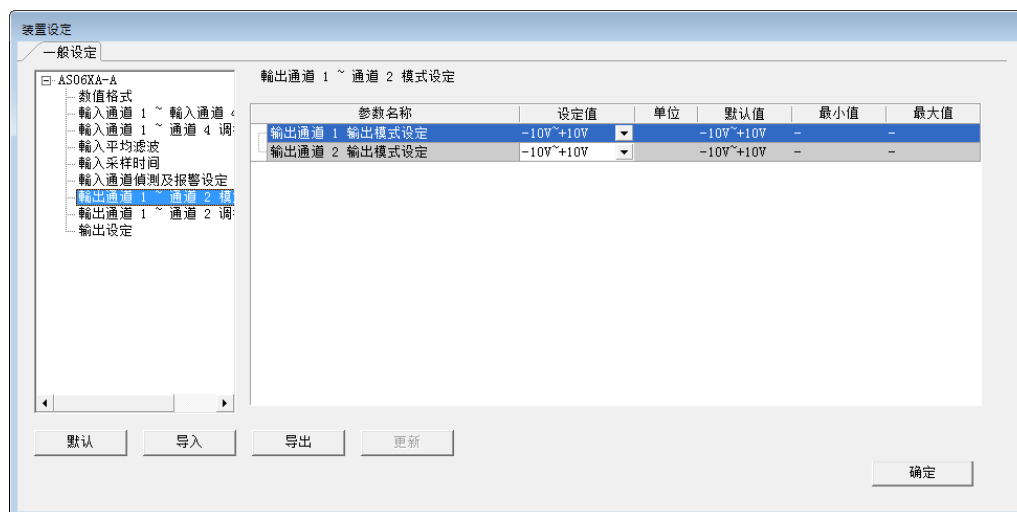 装置设定
一般设定
AS06XA-A
数值格式
輸入通道 1 ~ 輸入通道 4
輸入通道 1 ~ 通道 4 调
輸入平均滤波
輸入采样时间
輸入通道偵測及报警设定
輸出通道 1 ~ 通道 2 模
輸出通道 1 ~ 通道 2 调
输出设定
輸出通道 1 ~ 通道 2 模式设定
参数名称 设定值 单位 默认值 最小值 最大值
输出通道 1 输出模式设定 -10V~+10V -10V~+10V - -
输出通道 2 输出模式设定 -10V~+10V -10V~+10V - -
默认 导入 导出 更新
确定